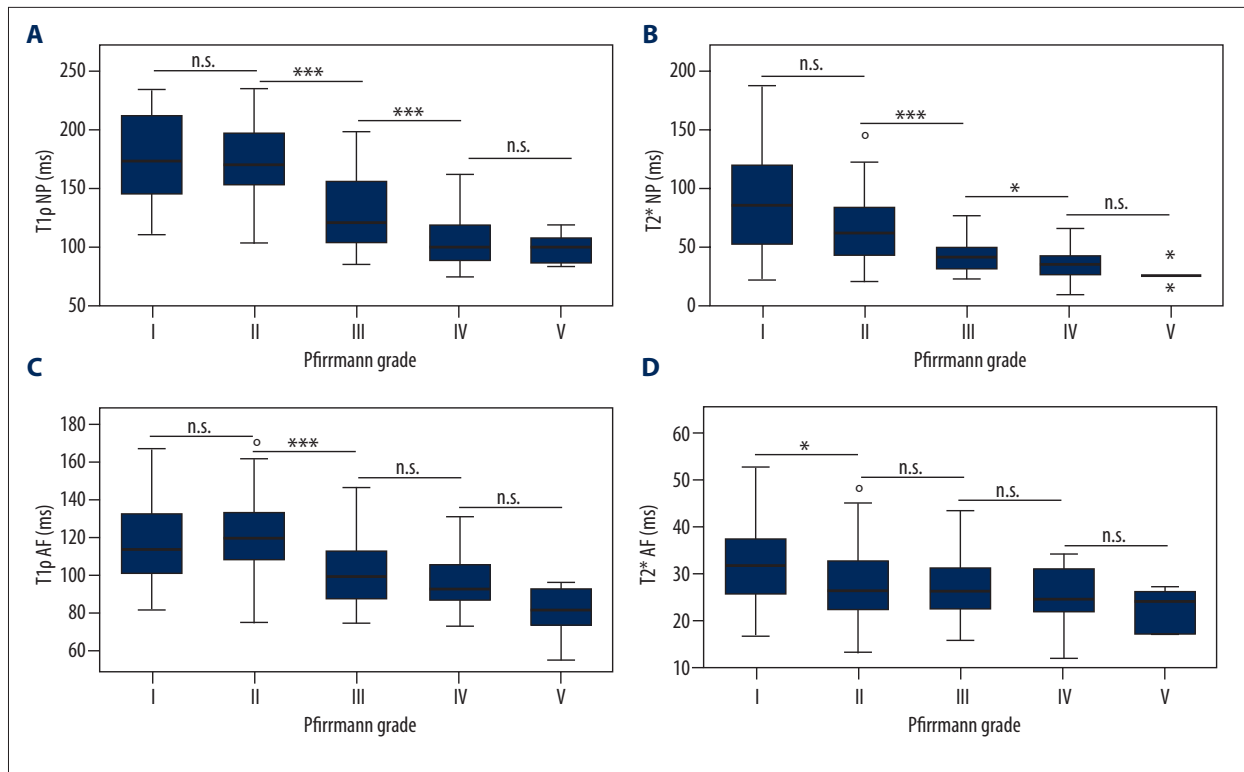 A
T1ρ NP (ms)
250
200
150
100
50
n.s.
***
***
n.s.
I II III IV V
Pfirrmann grade
B
T2* NP (ms)
200
150
100
50
0
n.s.
***
*
n.s.
*
*
I II III IV V
Pfirrmann grade
C
T1ρ AF (ms)
180
160
140
120
100
80
60
n.s.
***
n.s.
n.s.
I II III IV V
Pfirrmann grade
D
T2* AF (ms)
60
50
40
30
20
10
*
n.s.
n.s.
n.s.
I II III IV V
Pfirrmann grade